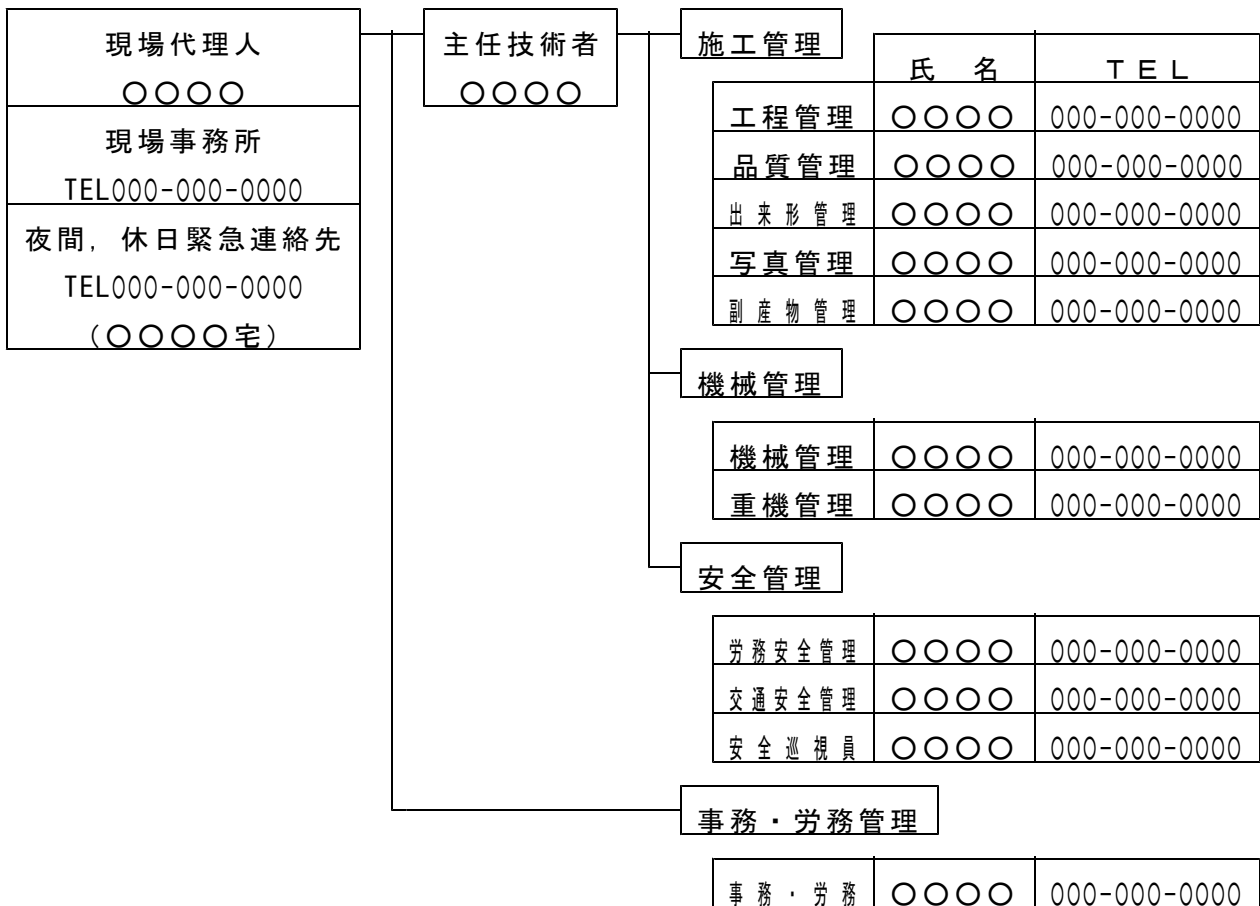 現場代理人
○○○○
現場事務所
TEL000-000-0000
夜間，休日緊急連絡先
TEL000-000-0000
（○○○○宅）
主任技術者
○○○○
施工管理
氏　名　ＴＥＬ
工程管理 ○○○○ 000-000-0000
品質管理 ○○○○ 000-000-0000
出来形管理 ○○○○ 000-000-0000
写真管理 ○○○○ 000-000-0000
副産物管理 ○○○○ 000-000-0000
機械管理
機械管理 ○○○○ 000-000-0000
重機管理 ○○○○ 000-000-0000
安全管理
労務安全管理 ○○○○ 000-000-0000
交通安全管理 ○○○○ 000-000-0000
安全巡視員 ○○○○ 000-000-0000
事務・労務管理
事務・労務 ○○○○ 000-000-0000